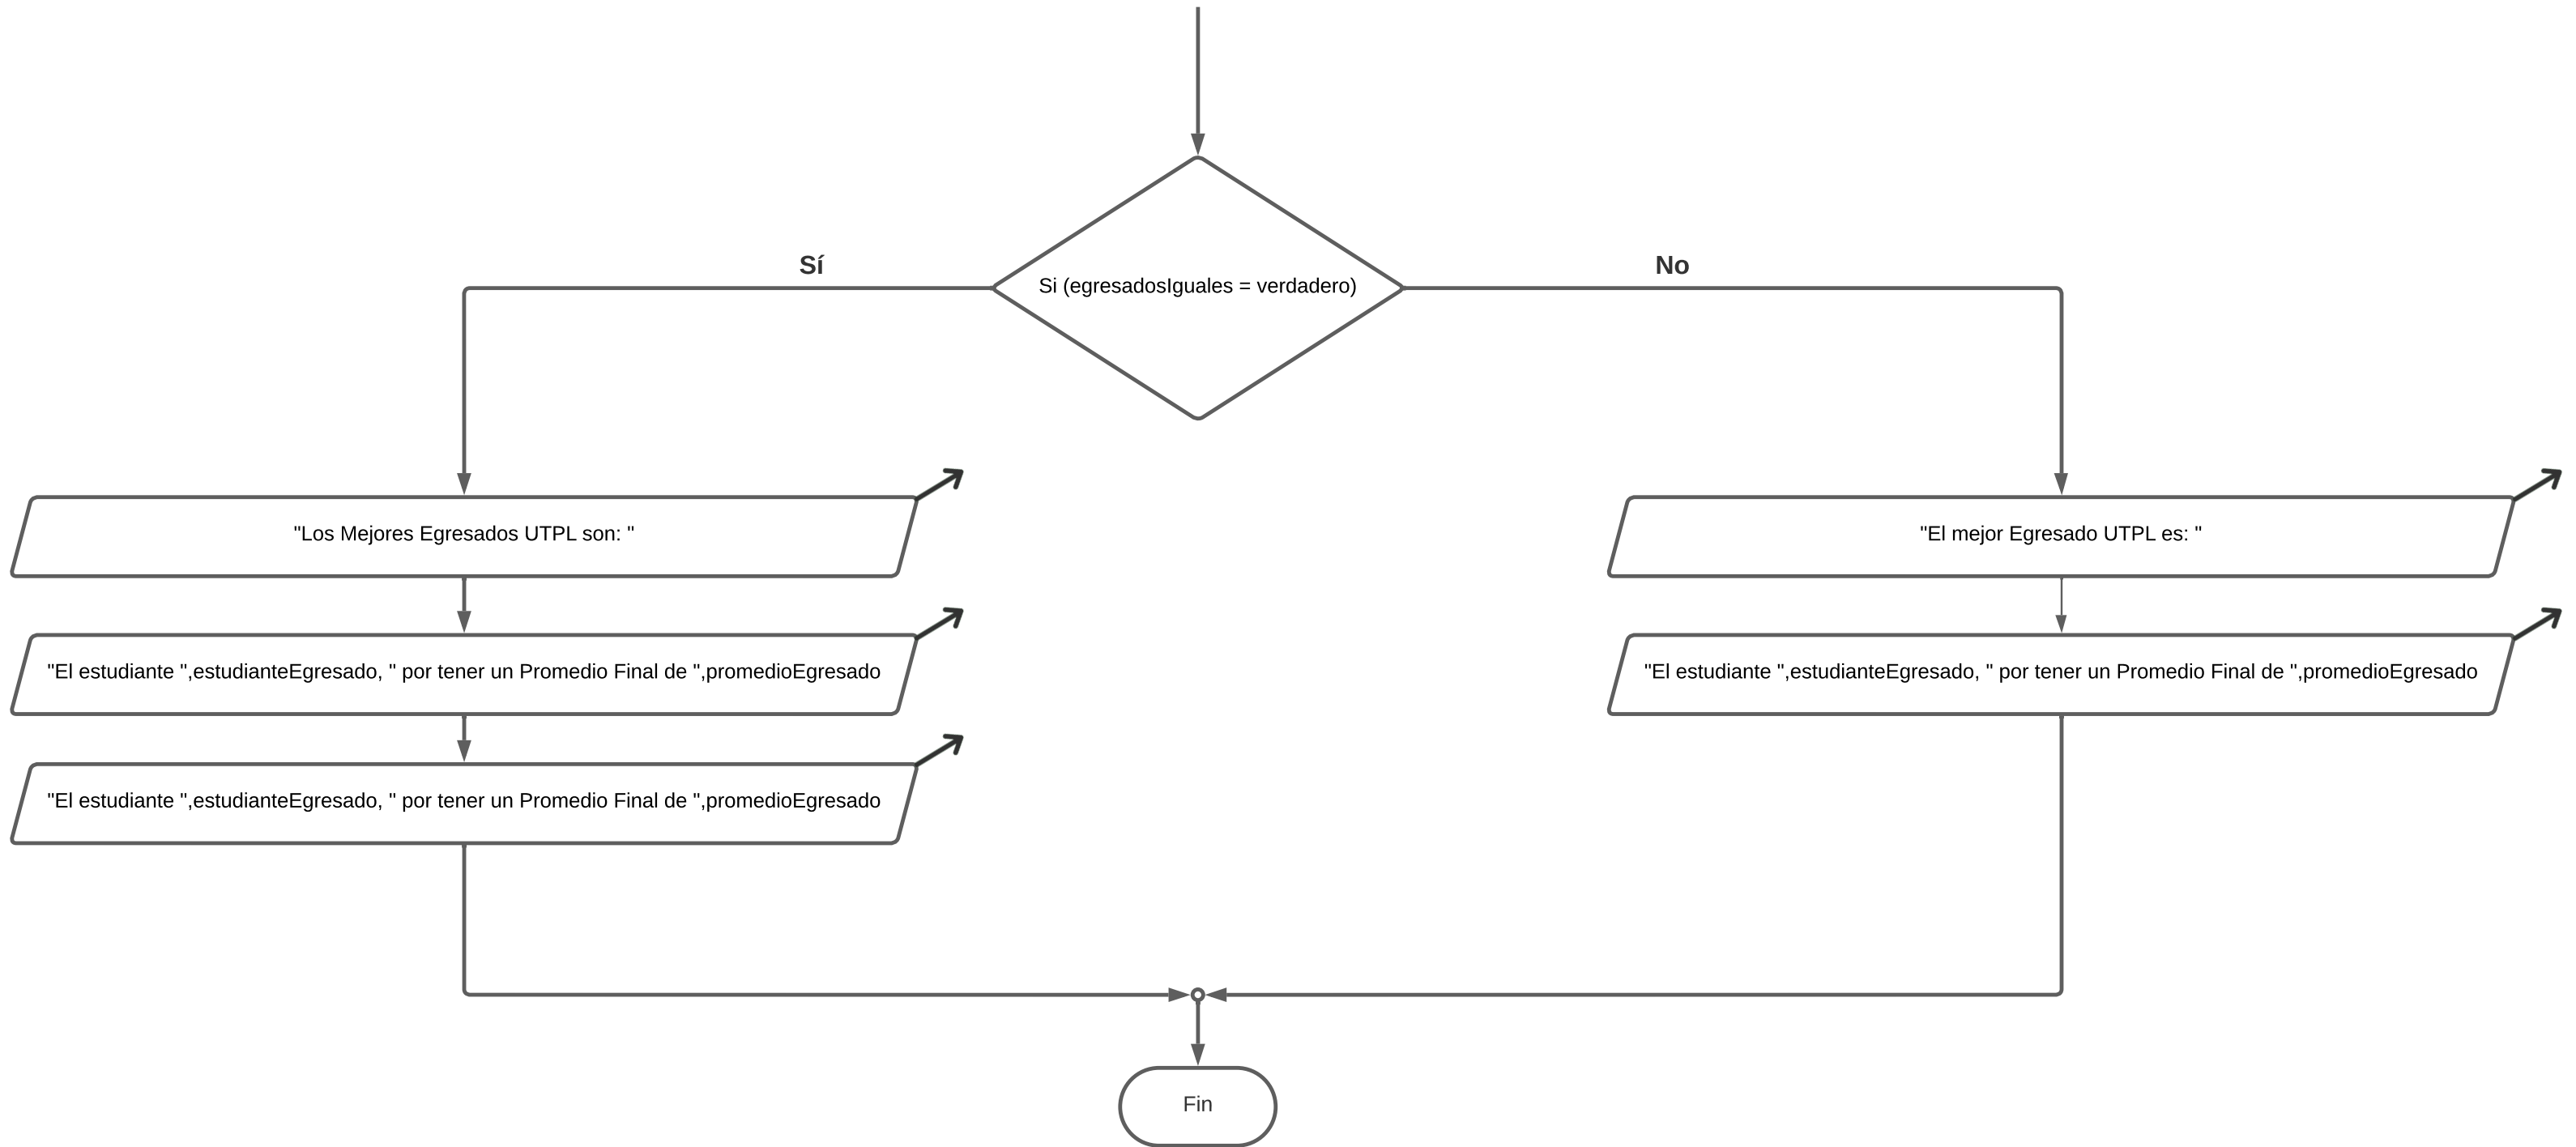 Si (egresadosIguales = verdadero)
Sí
No
"Los Mejores Egresados UTPL son: "
"El estudiante ",estudianteEgresado, " por tener un Promedio Final de ",promedioEgresado
"El estudiante ",estudianteEgresado, " por tener un Promedio Final de ",promedioEgresado
"El mejor Egresado UTPL es: "
"El estudiante ",estudianteEgresado, " por tener un Promedio Final de ",promedioEgresado
Fin